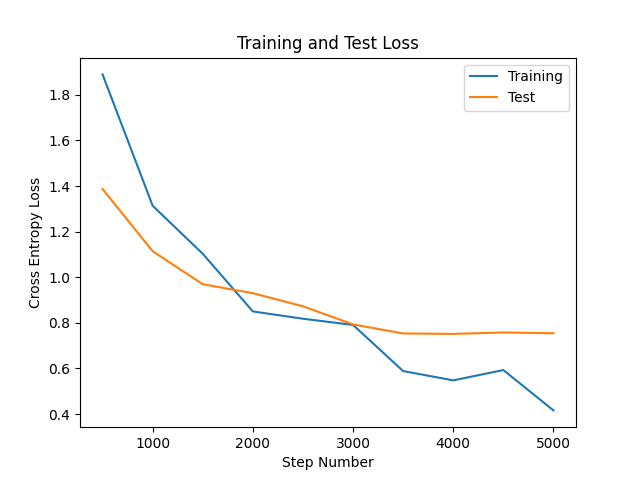 Training and Test Loss
Training
Test
Cross Entropy Loss
1.8
1.6
1.4
1.2
1.0
0.8
0.6
0.4
1000 2000 3000 4000 5000
Step Number